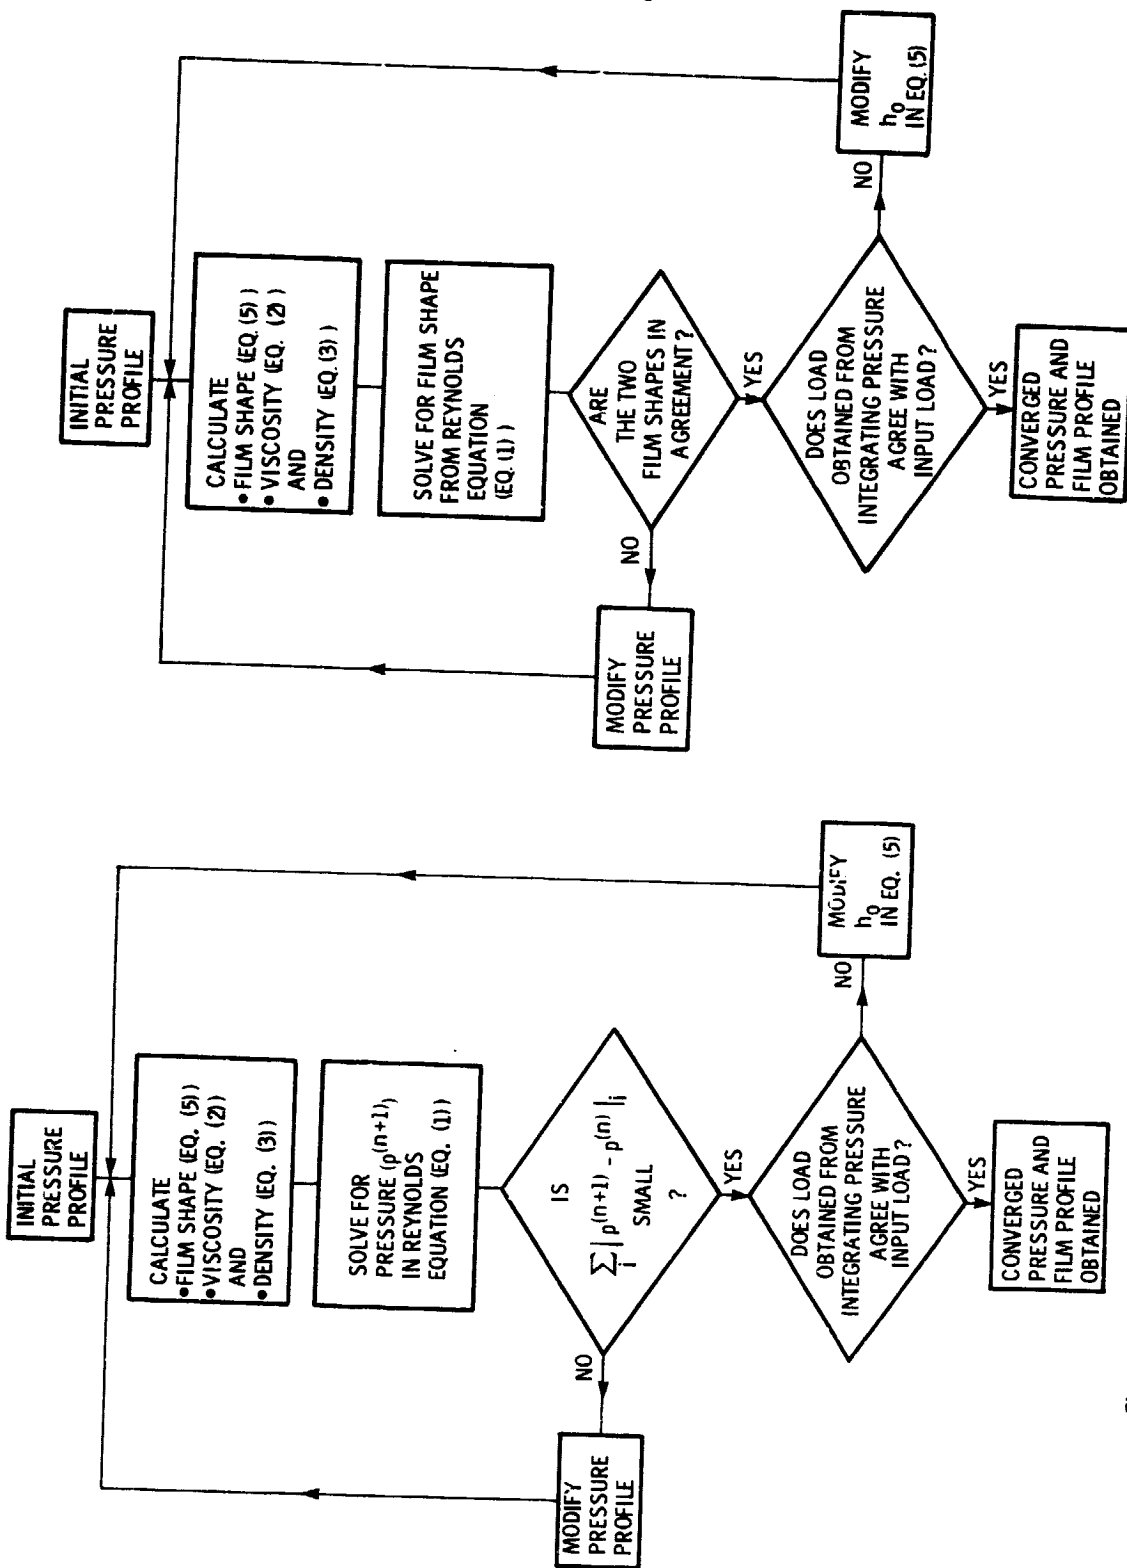 INITIAL
PRESSURE
PROFILE
CALCULATE
•FILM SHAPE (EQ. (5))
•VISCOSITY (EQ. (2))
AND
•DENSITY (EQ. (3))
SOLVE FOR
PRESSURE (p(n+1))
IN REYNOLDS
EQUATION (EQ. (1))
IS
∑i |p(n+1) - p(n)|i
SMALL
?
NO
MODIFY
PRESSURE
PROFILE
YES
DOES LOAD
OBTAINED FROM
INTEGRATING PRESSURE
AGREE WITH
INPUT LOAD?
NO
MODIFY
h0
IN EQ. (5)
YES
CONVERGED
PRESSURE AND
FILM PROFILE
OBTAINED
INITIAL
PRESSURE
PROFILE
CALCULATE
•FILM SHAPE (EQ. (5))
•VISCOSITY (EQ. (2))
AND
•DENSITY (EQ. (3))
SOLVE FOR FILM SHAPE
FROM REYNOLDS
EQUATION
(EQ. (1))
ARE
THE TWO
FILM SHAPES IN
AGREEMENT?
NO
MODIFY
PRESSURE
PROFILE
YES
DOES LOAD
OBTAINED FROM
INTEGRATING PRESSURE
AGREE WITH
INPUT LOAD?
NO
MODIFY
h0
IN EQ. (5)
YES
CONVERGED
PRESSURE AND
FILM PROFILE
OBTAINED